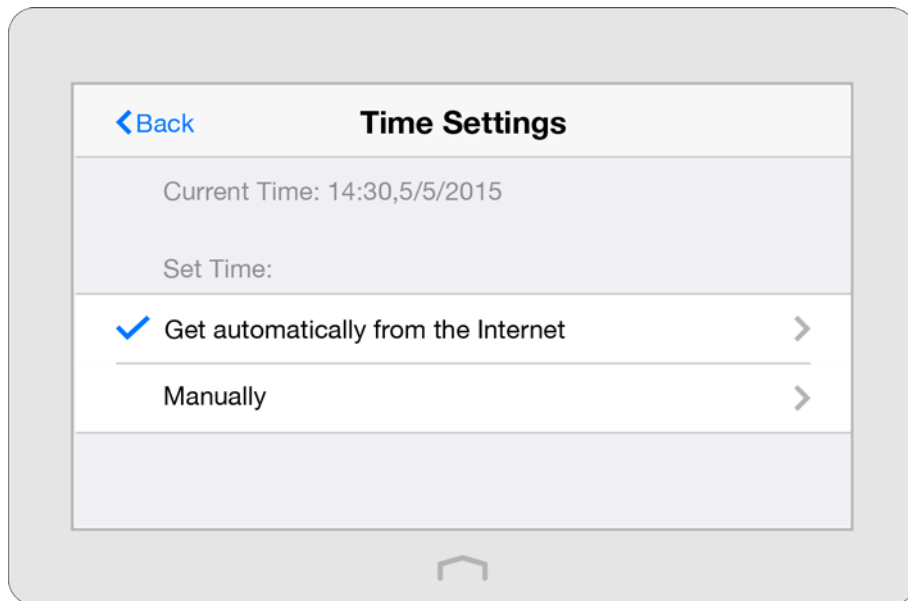 Back
Time Settings
Current Time: 14:30,5/5/2015
Set Time:
Get automatically from the Internet
Manually